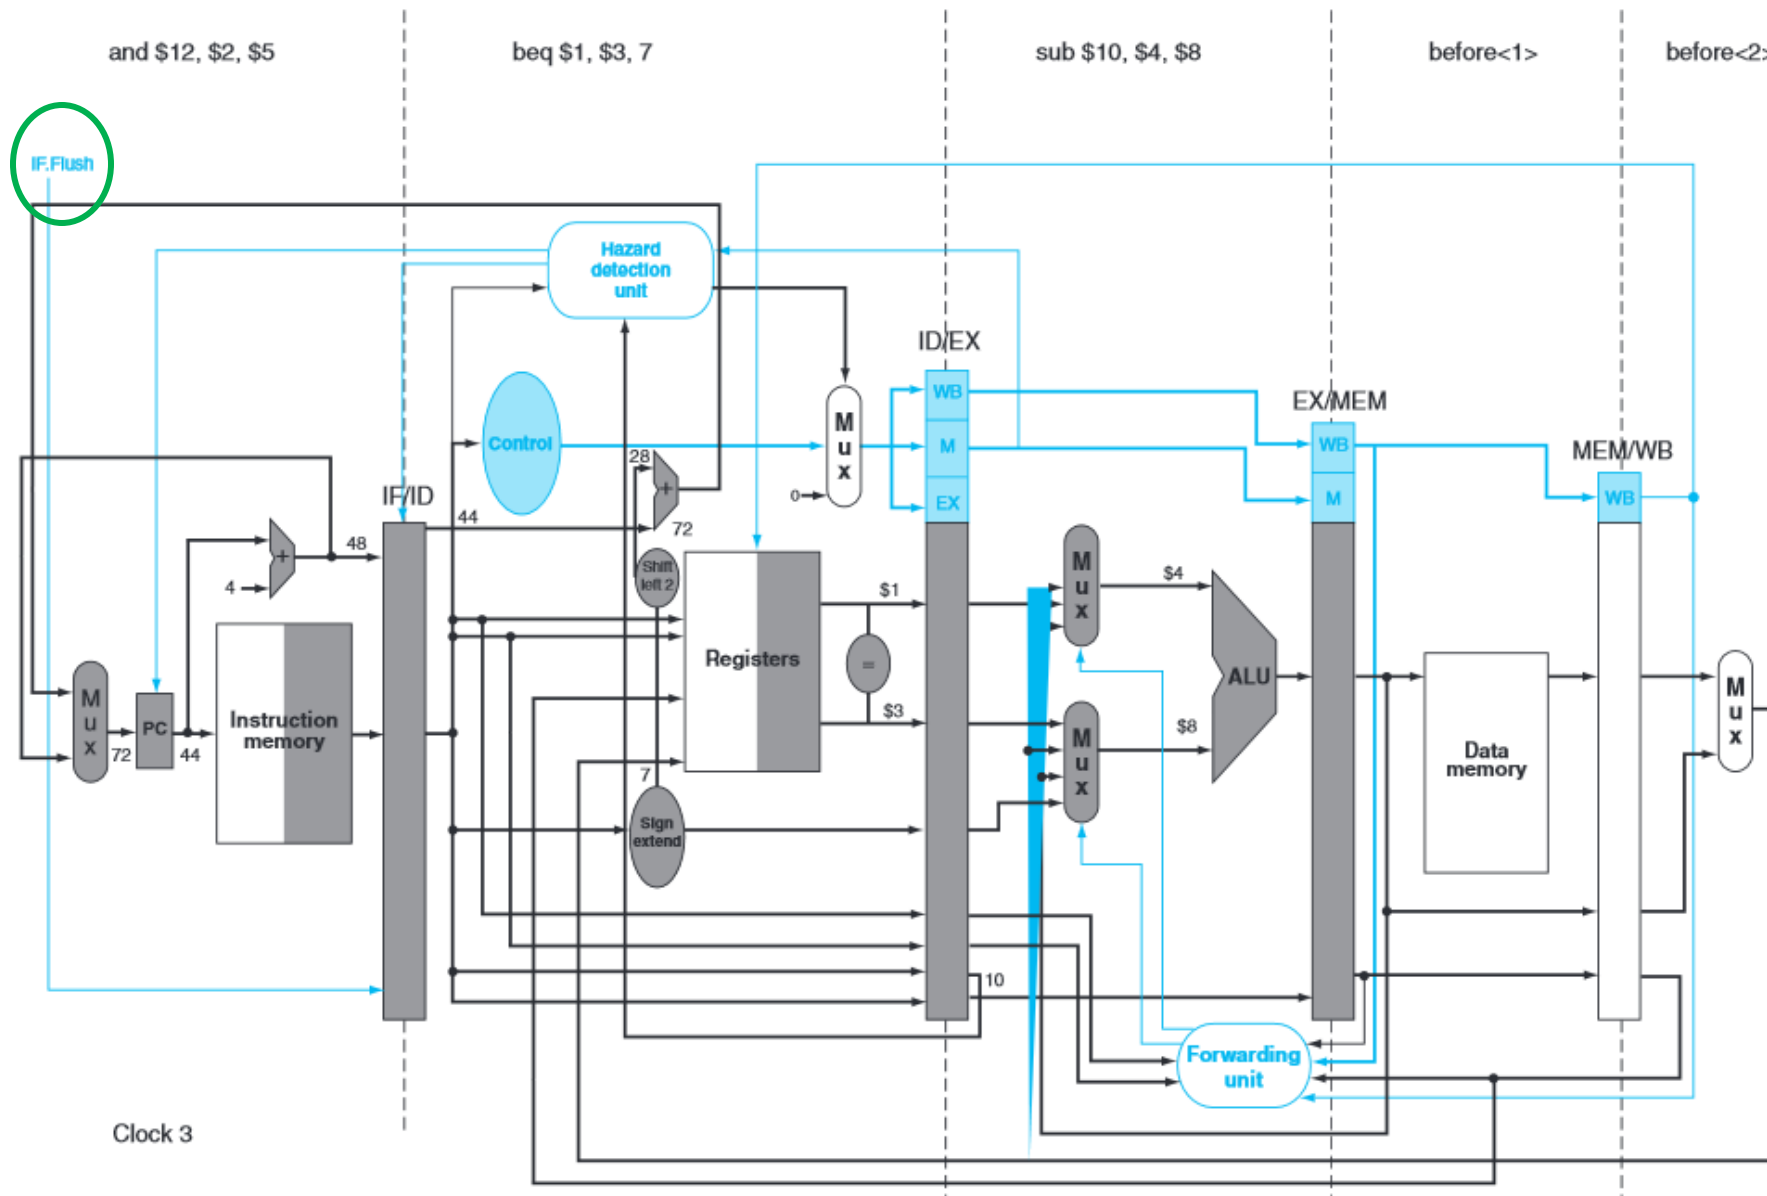 and $12, $2, $5
beq $1, $3, 7
sub $10, $4, $8
before<1>
before<2>
IF.Flush
Hazard
detection
unit
ID/EX
WB
M
EX
EX/MEM
WB
M
MEM/WB
WB
Control
M
u
x
0
28
+
72
IF/ID
44
48
+
4
Shift
left 2
$1
=
$3
Registers
M
u
x
$4
M
u
x
$8
ALU
M
u
x
72
PC
44
Instruction
memory
7
Sign
extend
Data
memory
M
u
x
10
Forwarding
unit
Clock 3